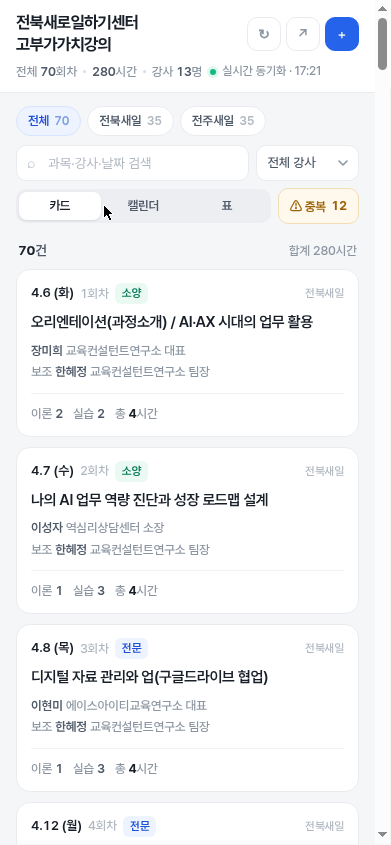 전북새로일하기센터
고부가가치강의
↻ ↗ +
전체 70회차 · 280시간 · 강사 13명 실시간 동기화 · 17:21
전체 70 전북새일 35 전주새일 35
과목·강사·날짜 검색 전체 강사
카드 캘린더 표 ⚠ 중복 12
70건 합계 280시간
4.6 (화) 1회차 소양 전북새일
오리엔테이션(과정소개) / AI·AX 시대의 업무 활용
장미희 교육컨설턴트연구소 대표
보조 한혜정 교육컨설턴트연구소 팀장
이론 2 실습 2 총 4시간
4.7 (수) 2회차 소양 전북새일
나의 AI 업무 역량 진단과 성장 로드맵 설계
이성자 역심리상담센터 소장
보조 한혜정 교육컨설턴트연구소 팀장
이론 1 실습 3 총 4시간
4.8 (목) 3회차 전문 전북새일
디지털 자료 관리와 업(구글드라이브 협업)
이현미 에이스아이티교육연구소 대표
보조 한혜정 교육컨설턴트연구소 팀장
이론 1 실습 3 총 4시간
4.12 (월) 4회차 전문 전북새일